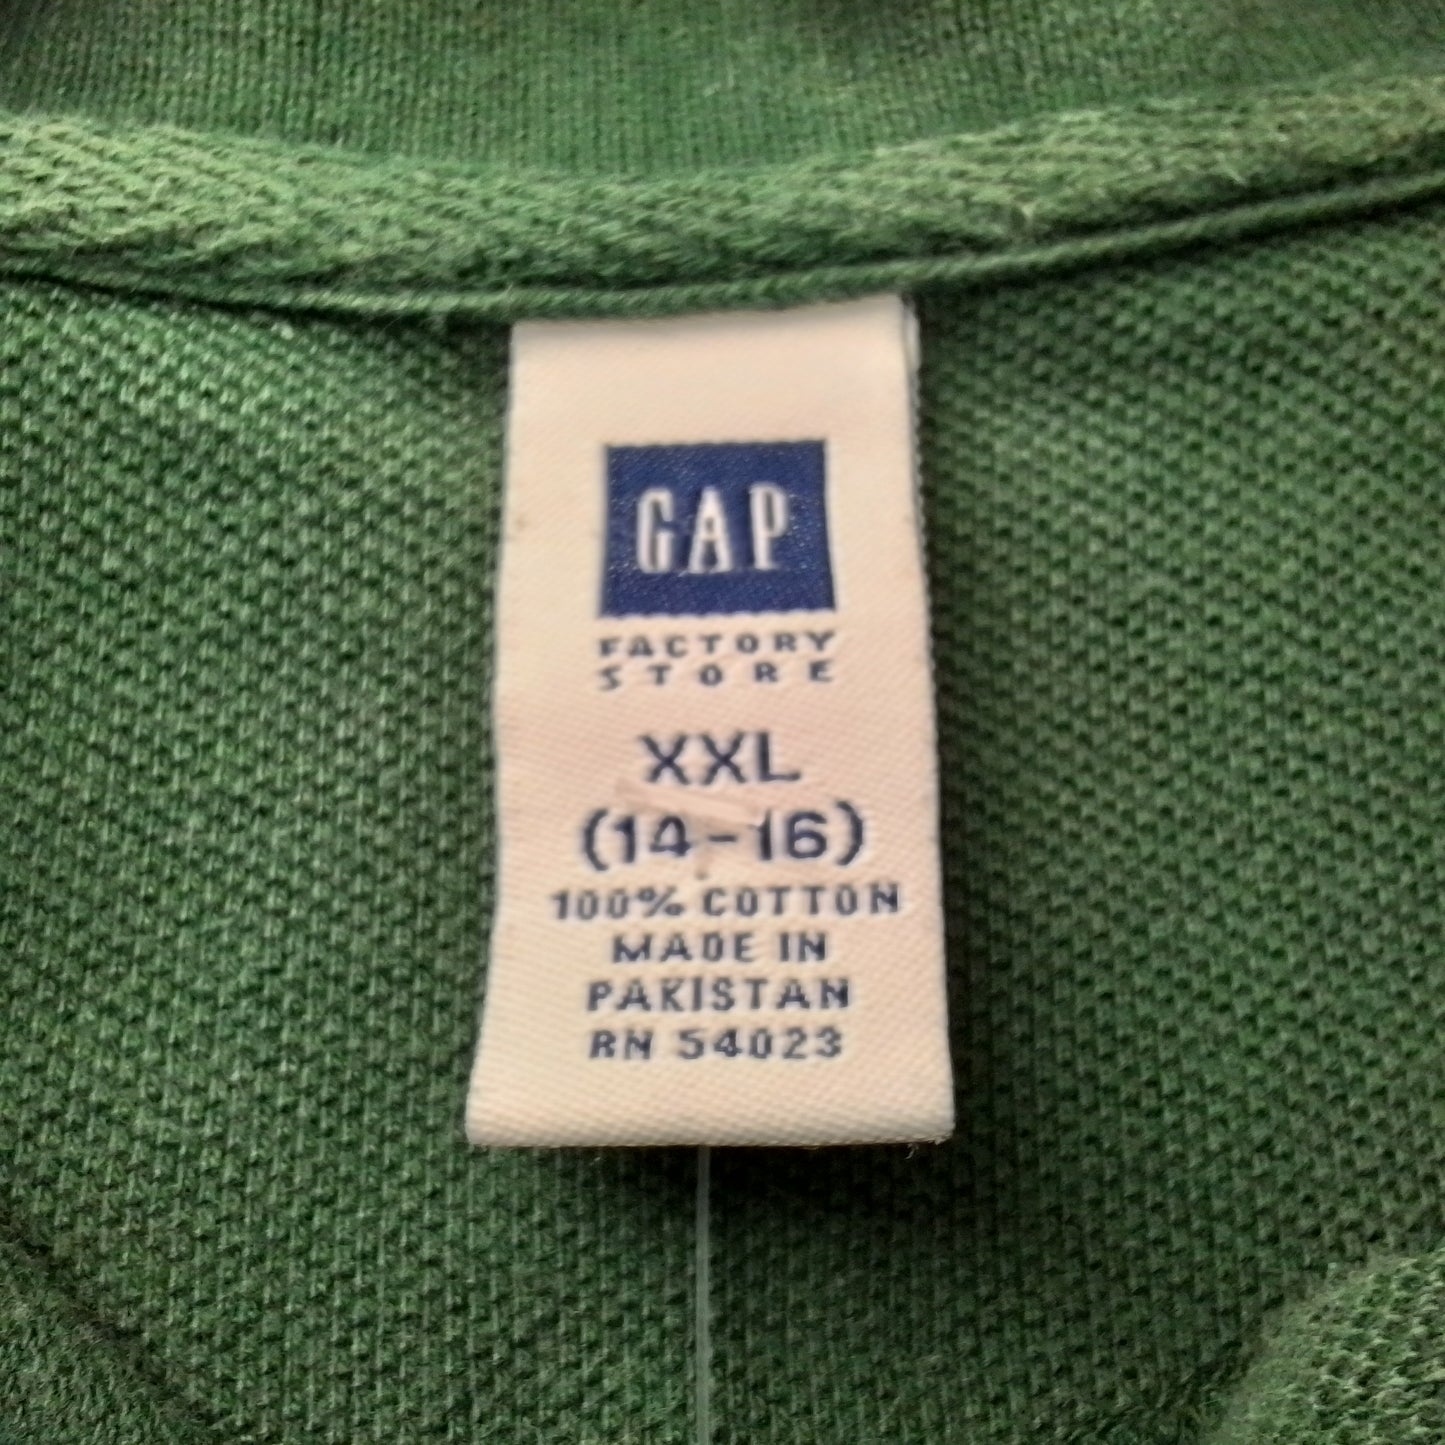 GAP
FACTORY
STORE
XXL
(14-16)
100% COTTON
MADE IN
PAKISTAN
RN 54023